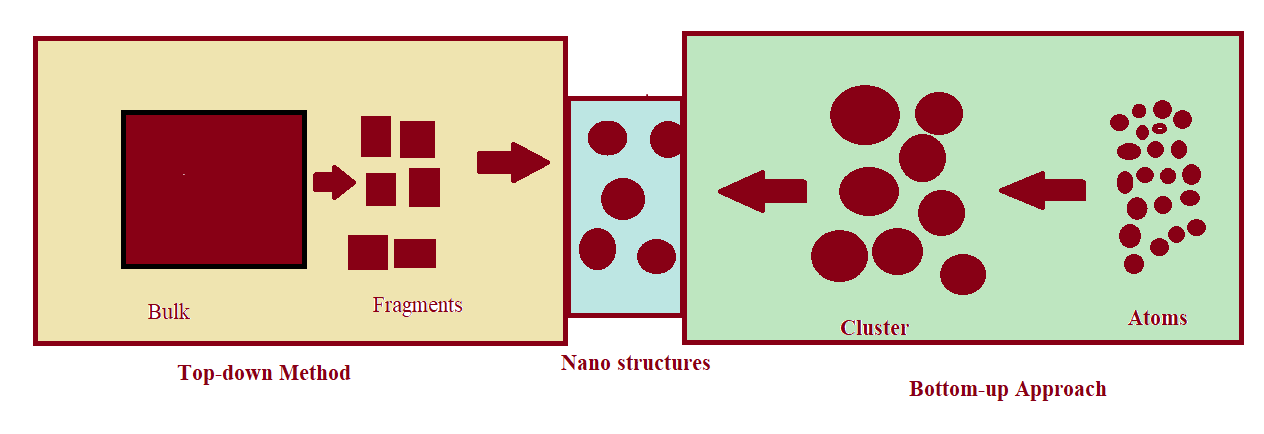 Bulk
Fragments
Top-down Method
Nano structures
Cluster
Atoms
Bottom-up Approach